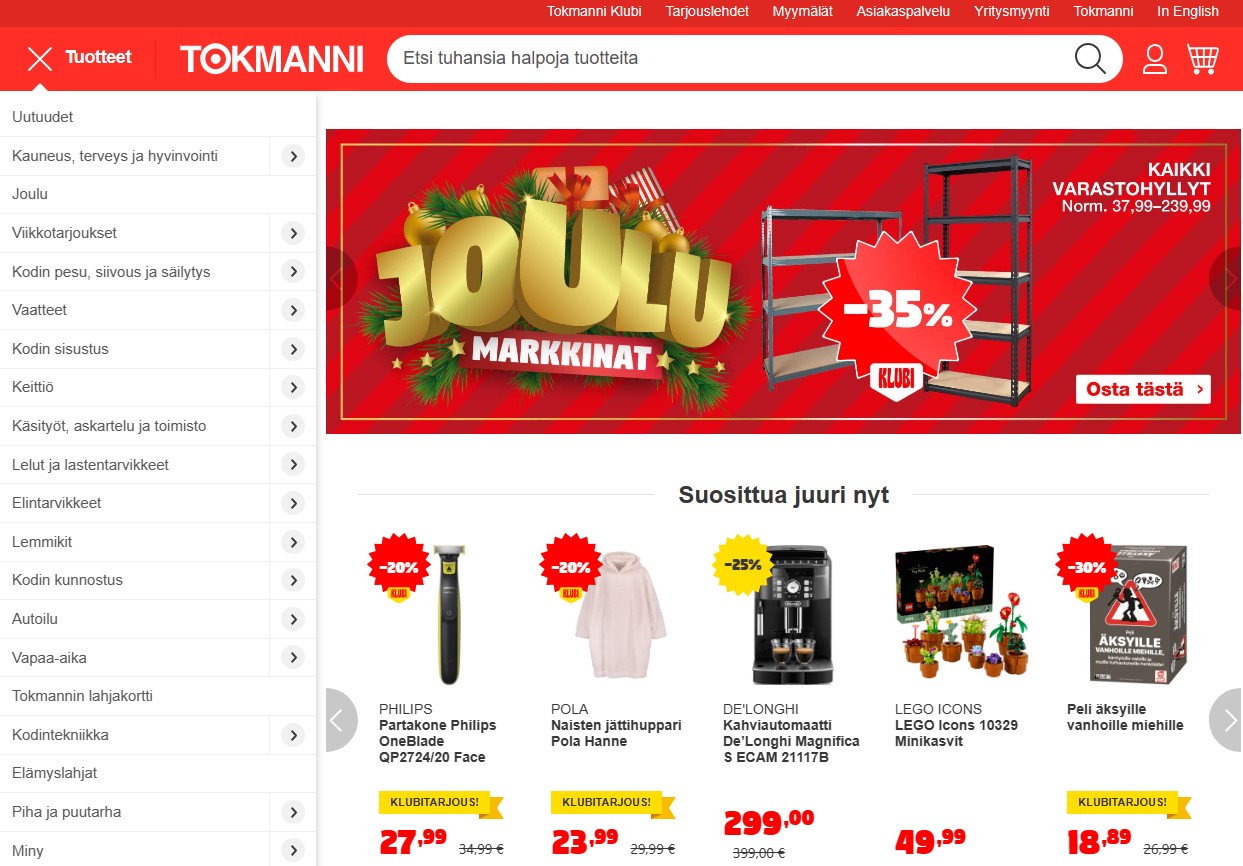 Tokmanni Klubi Tarjouslehdet Myymälät Asiakaspalvelu Yritysmyynti Tokmanni In English
Tuotteet
TOKMANNI
Etsi tuhansia halpoja tuotteita
Uutuudet
Kauneus, terveys ja hyvinvointi
Joulu
Viikkotarjoukset
Kodin pesu, siivous ja säilytys
Vaatteet
Kodin sisustus
Keittiö
Käsityöt, askartelu ja toimisto
Lelut ja lastentarvikkeet
Elintarvikkeet
Lemmikit
Kodin kunnostus
Autoilu
Vapaa-aika
Tokmannin lahjakortti
Kodintekniikka
Elämyslahjat
Piha ja puutarha
Miny
JOULU
MARKKINAT
KAIKKI
VARASTOHYLLYT
Norm. 37,99–239,99
–35%
KLUBI
Osta tästä
Suosittua juuri nyt
–20%
KLUBI
PHILIPS
Partakone Philips
OneBlade
QP2724/20 Face
KLUBITARJOUS!
27,99 34,99 €
–20%
KLUBI
POLA
Naisten jättihuppari
Pola Hanne
KLUBITARJOUS!
23,99 29,99 €
–25%
DE'LONGHI
Kahviautomaatti
De'Longhi Magnifica
S ECAM 21117B
299,00
399,00 €
LEGO ICONS
LEGO Icons 10329
Minikasvit
49,99
–30%
KLUBI
Peli
ÄKSYILLE
VANHOILLE MIEHILLE,
Peli äksyille
vanhoille miehille
KLUBITARJOUS!
18,89 26,99 €